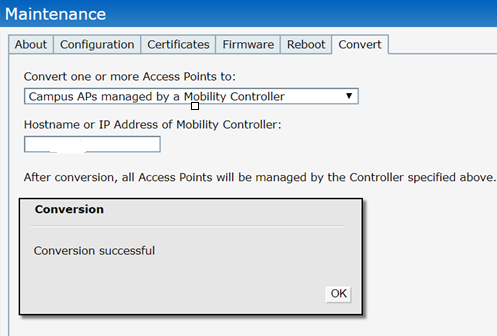 Maintenance
About Configuration Certificates Firmware Reboot Convert
Convert one or more Access Points to:
Campus APs managed by a Mobility Controller
Hostname or IP Address of Mobility Controller:
After conversion, all Access Points will be managed by the Controller specified above.
Conversion
Conversion successful
OK